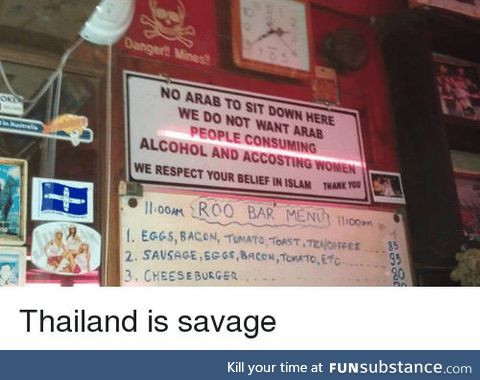 Danger!! Mines!!
NO ARAB TO SIT DOWN HERE
WE DO NOT WANT ARAB
PEOPLE CONSUMING
ALCOHOL AND ACCOSTING WOMEN
WE RESPECT YOUR BELIEF IN ISLAM THANK YOU
11:00AM ROO BAR MENU 11:00am
1. EGGS, BACON, TOMATO, TOAST, TEA/COFFEE 85
2. SAUSAGE, EGGS, BACON, TOMATO, ETC 95
3. CHEESEBURGER
Thailand is savage
Kill your time at FUNsubstance.com